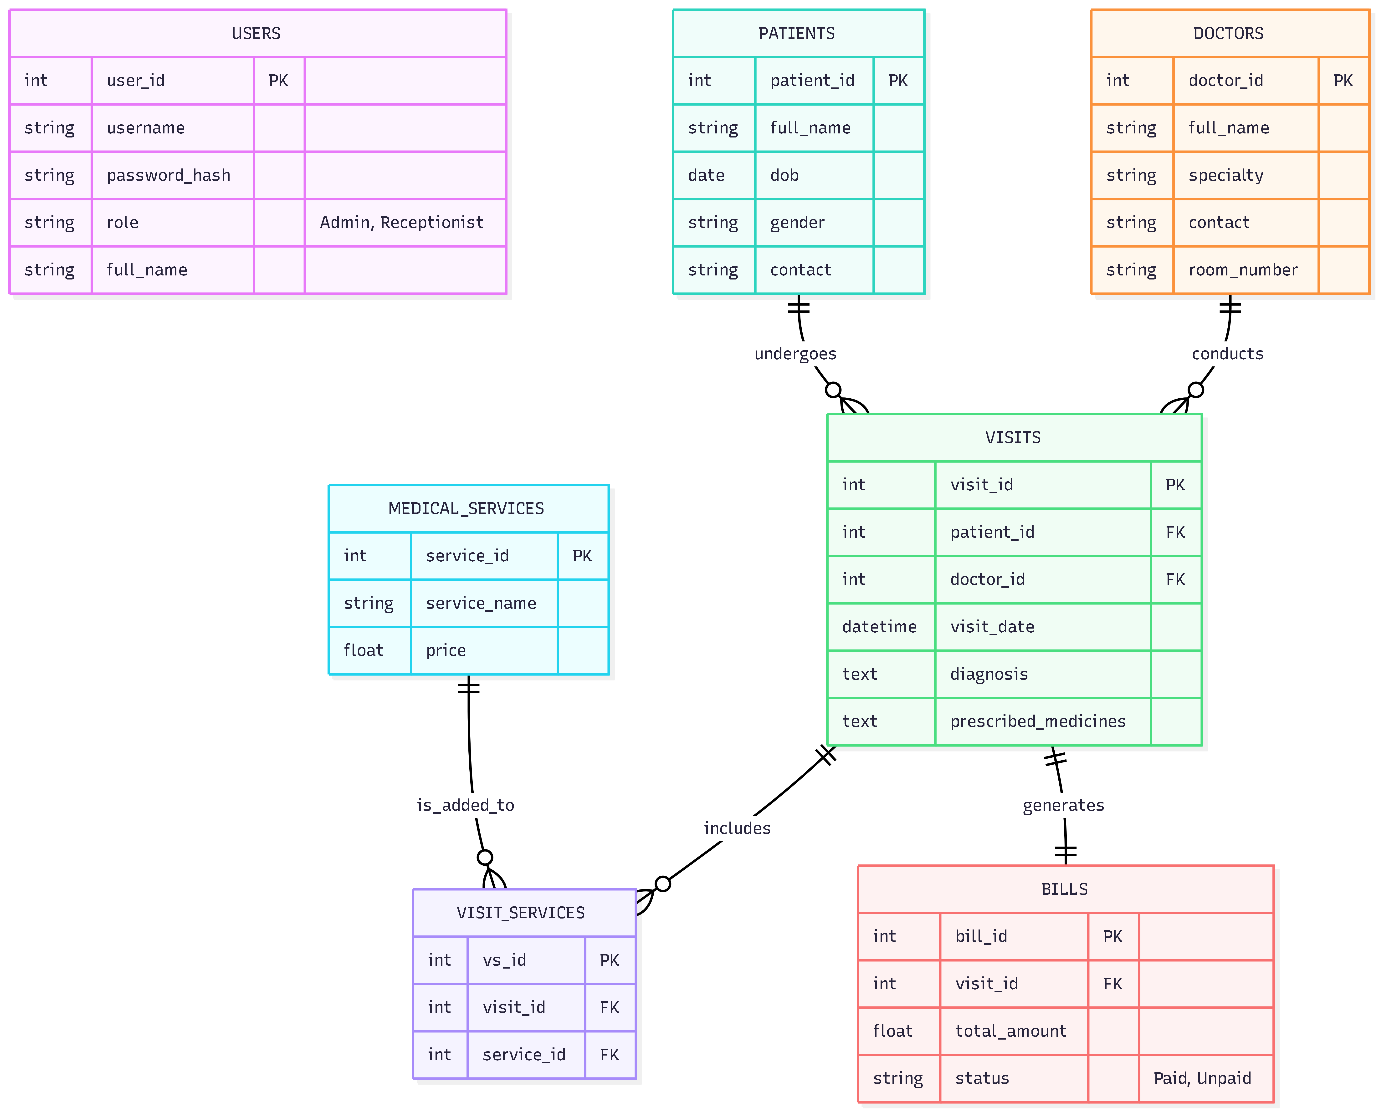 USERS
int user_id PK
string username
string password_hash
string role Admin, Receptionist
string full_name
PATIENTS
int patient_id PK
string full_name
date dob
string gender
string contact
DOCTORS
int doctor_id PK
string full_name
string specialty
string contact
string room_number
undergoes
conducts
VISITS
int visit_id PK
int patient_id FK
int doctor_id FK
datetime visit_date
text diagnosis
text prescribed_medicines
MEDICAL_SERVICES
int service_id PK
string service_name
float price
is_added_to
includes
generates
VISIT_SERVICES
int vs_id PK
int visit_id FK
int service_id FK
BILLS
int bill_id PK
int visit_id FK
float total_amount
string status Paid, Unpaid